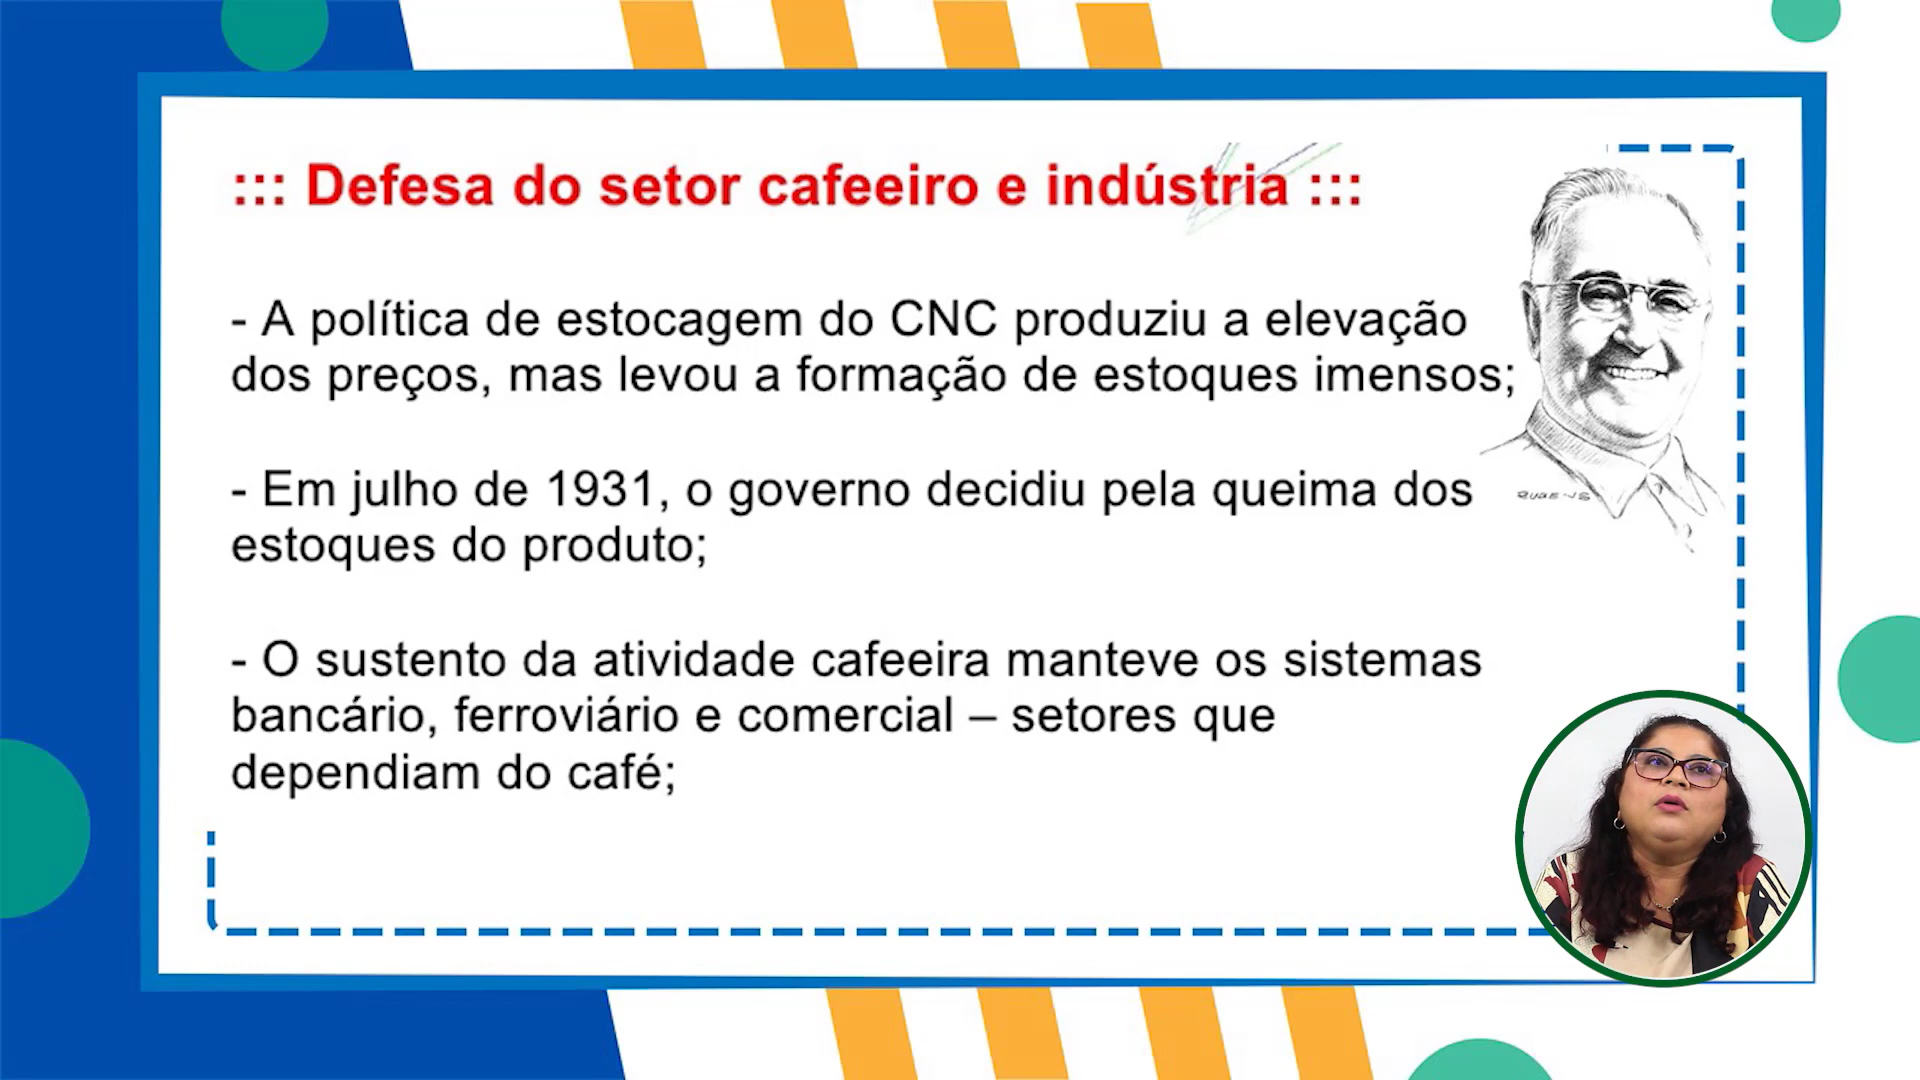 ::: Defesa do setor cafeeiro e indústria :::
- A política de estocagem do CNC produziu a elevação
dos preços, mas levou a formação de estoques imensos;
- Em julho de 1931, o governo decidiu pela queima dos
estoques do produto;
- O sustento da atividade cafeeira manteve os sistemas
bancário, ferroviário e comercial – setores que
dependiam do café;